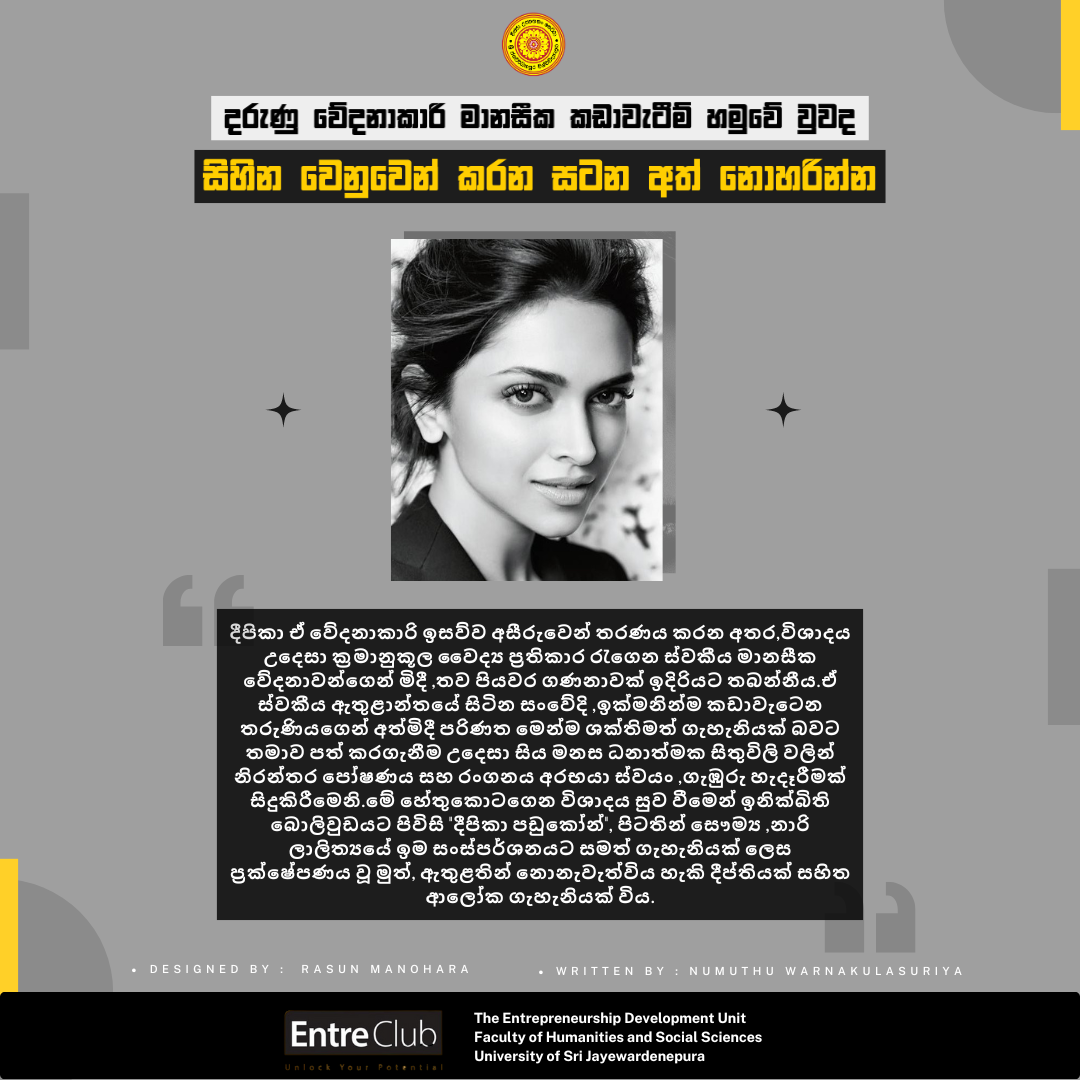 දරුණු වේදනාකාරී මානසීක කඩාවැටීම් හමුවේ වුවද
සිහින වෙනුවෙන් කරන සටන අත් නොහරින්න
දීපිකා ඒ වේදනාකාරි ඉසව්ව අසීරුවෙන් තරණය කරන අතර,විශාදය
උදෙසා ක්‍රමානුකූල වෛද්‍ය ප්‍රතිකාර රැගෙන ස්වකීය මානසීක
වේදනාවන්ගෙන් මිදී ,තව පියවර ගණනාවක් ඉදිරියට තබන්නීය.ඒ
ස්වකීය ඇතුළාන්තයේ සිටින සංවේදි ,ඉක්මනින්ම කඩාවැටෙන
තරුණියගෙන් අත්මිදී පරිණත මෙන්ම ශක්තිමත් ගැහැනියක් බවට
තමාව පත් කරගැනීම උදෙසා සිය මනස ධනාත්මක සිතුවිලි වලින්
නිරන්තර පෝෂණය සහ රංගනය අරභයා ස්වයං ,ගැඹුරු හැදෑරීමක්
සිදුකිරීමෙනි.මේ හේතුකොටගෙන විශාදය සුව වීමෙන් ඉනික්බිති
බොලිවුඩයට පිවිසි "දීපිකා පඩුකෝන්", පිටතින් සෞම්‍ය ,නාරි
ලාලිත්‍යයේ ඉම සංස්පර්ශනයට සමත් ගැහැනියක් ලෙස
ප්‍රක්ෂේපණය වූ මුත්, ඇතුළතින් නොනැවැත්විය හැකි දීප්තියක් සහිත
ආලෝක ගැහැනියක් විය.
• DESIGNED BY : RASUN MANOHARA
• WRITTEN BY : NUMUTHU WARNAKULASURIYA
EntreClub
Unlock Your Potential
The Entrepreneurship Development Unit
Faculty of Humanities and Social Sciences
University of Sri Jayewardenepura